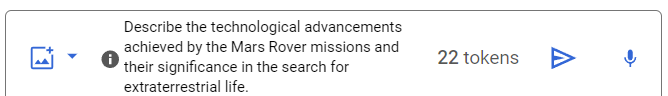 Describe the technological advancements
achieved by the Mars Rover missions and
their significance in the search for
extraterrestrial life.
22 tokens